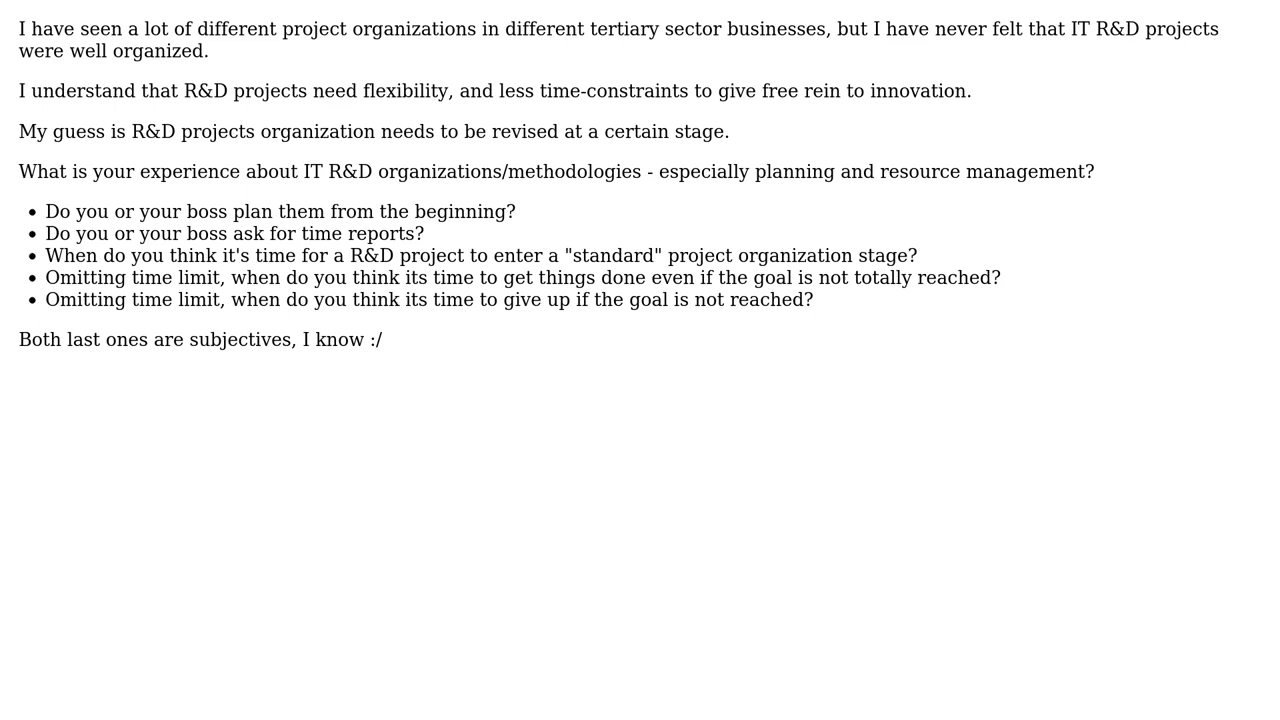 I have seen a lot of different project organizations in different tertiary sector businesses, but I have never felt that IT R&D projects
were well organized.
I understand that R&D projects need flexibility, and less time-constraints to give free rein to innovation.
My guess is R&D projects organization needs to be revised at a certain stage.
What is your experience about IT R&D organizations/methodologies - especially planning and resource management?
• Do you or your boss plan them from the beginning?
• Do you or your boss ask for time reports?
• When do you think it's time for a R&D project to enter a "standard" project organization stage?
• Omitting time limit, when do you think its time to get things done even if the goal is not totally reached?
• Omitting time limit, when do you think its time to give up if the goal is not reached?
Both last ones are subjectives, I know :/